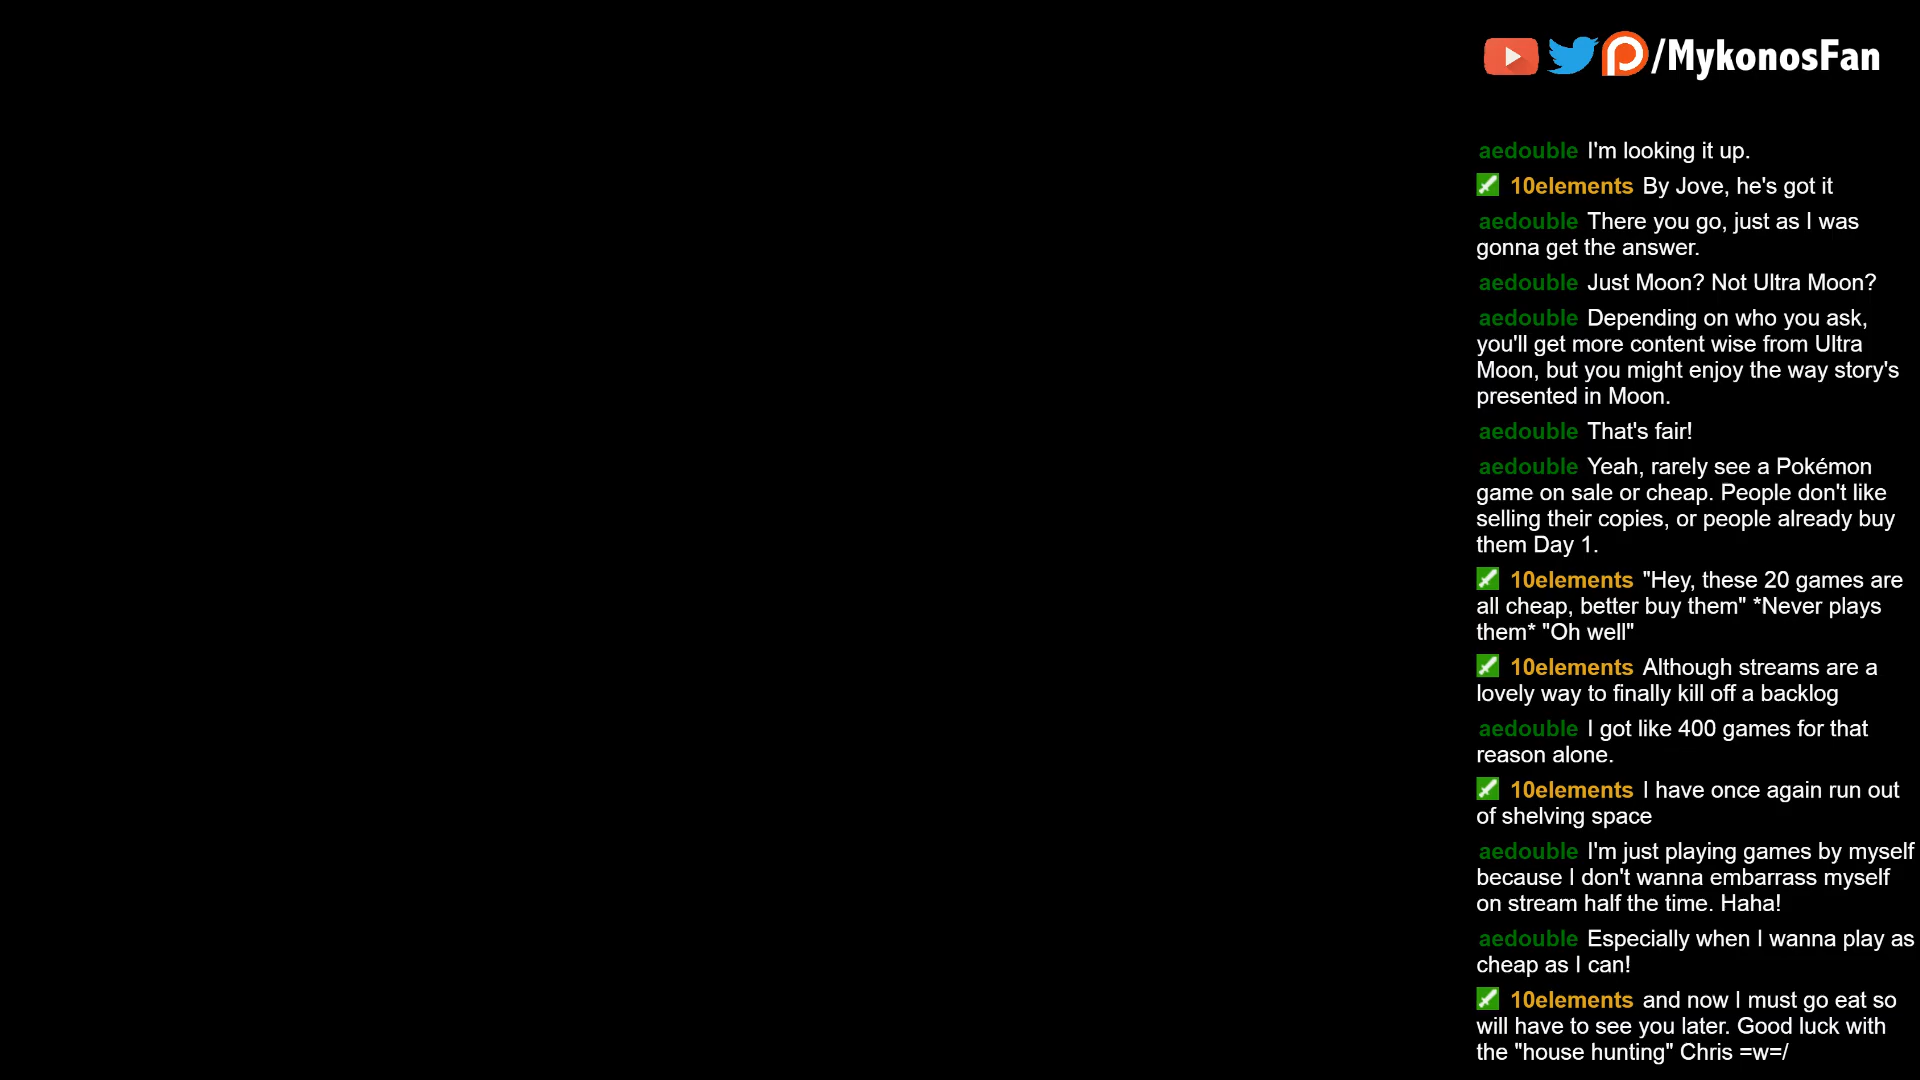 /MykonosFan
aedouble I'm looking it up.
10elements By Jove, he's got it
aedouble There you go, just as I was
gonna get the answer.
aedouble Just Moon? Not Ultra Moon?
aedouble Depending on who you ask,
you'll get more content wise from Ultra
Moon, but you might enjoy the way story's
presented in Moon.
aedouble That's fair!
aedouble Yeah, rarely see a Pokémon
game on sale or cheap. People don't like
selling their copies, or people already buy
them Day 1.
10elements "Hey, these 20 games are
all cheap, better buy them" *Never plays
them* "Oh well"
10elements Although streams are a
lovely way to finally kill off a backlog
aedouble I got like 400 games for that
reason alone.
10elements I have once again run out
of shelving space
aedouble I'm just playing games by myself
because I don't wanna embarrass myself
on stream half the time. Haha!
aedouble Especially when I wanna play as
cheap as I can!
10elements and now I must go eat so
will have to see you later. Good luck with
the "house hunting" Chris =w=/